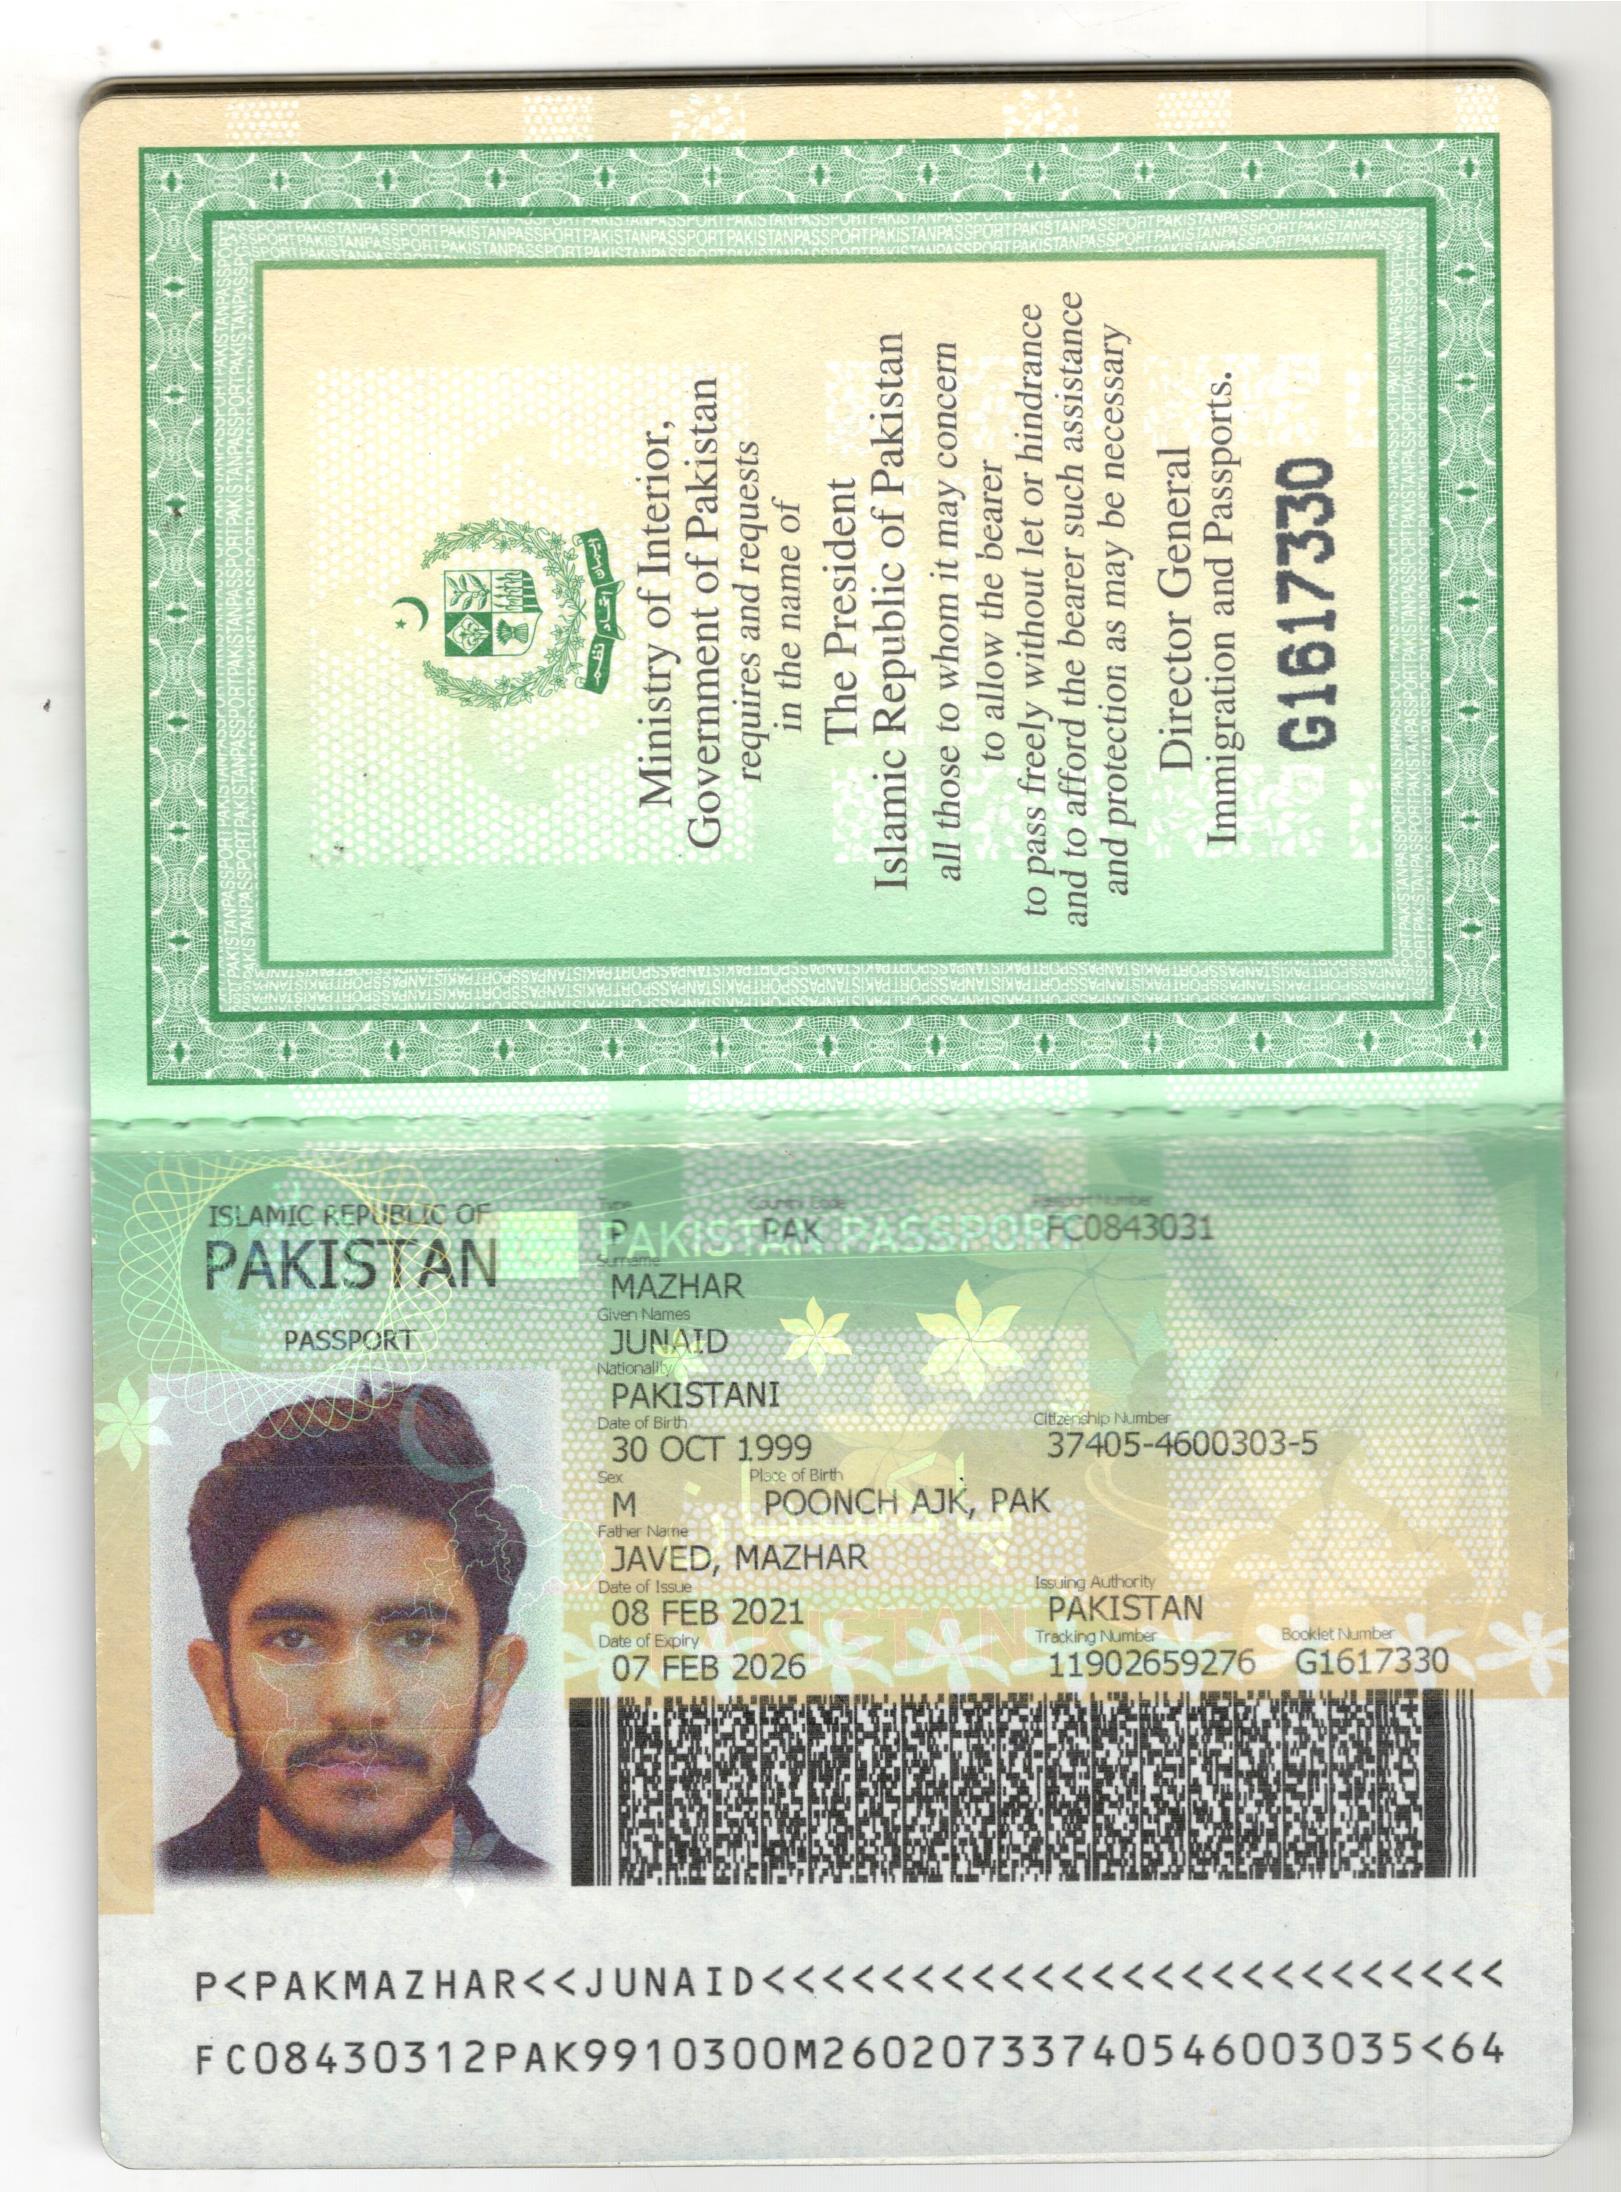 Ministry of Interior,
Government of Pakistan
requires and requests
in the name of
The President
Islamic Republic of Pakistan
all those to whom it may concern
to allow the bearer
to pass freely without let or hindrance
and to afford the bearer such assistance
and protection as may be necessary
Director General
Immigration and Passports.
G1617330
ISLAMIC REPUBLIC OF
PAKISTAN
PASSPORT
PAKISTAN PASSPORT
Type Country Code Passport Number
P PAK FC0843031
Surname
MAZHAR
Given Names
JUNAID
Nationality
PAKISTANI
Date of Birth Citizenship Number
30 OCT 1999 37405-4600303-5
Sex Place of Birth
M POONCH AJK, PAK
پاکستان
Father Name
JAVED, MAZHAR
Date of Issue Issuing Authority
08 FEB 2021 PAKISTAN
Date of Expiry Tracking Number Booklet Number
07 FEB 2026 11902659276 G1617330
P<PAKMAZHAR<<JUNAID<<<<<<<<<<<<<<<<<<<<<<<<<
FC08430312PAK9910300M26020733740546003035<64